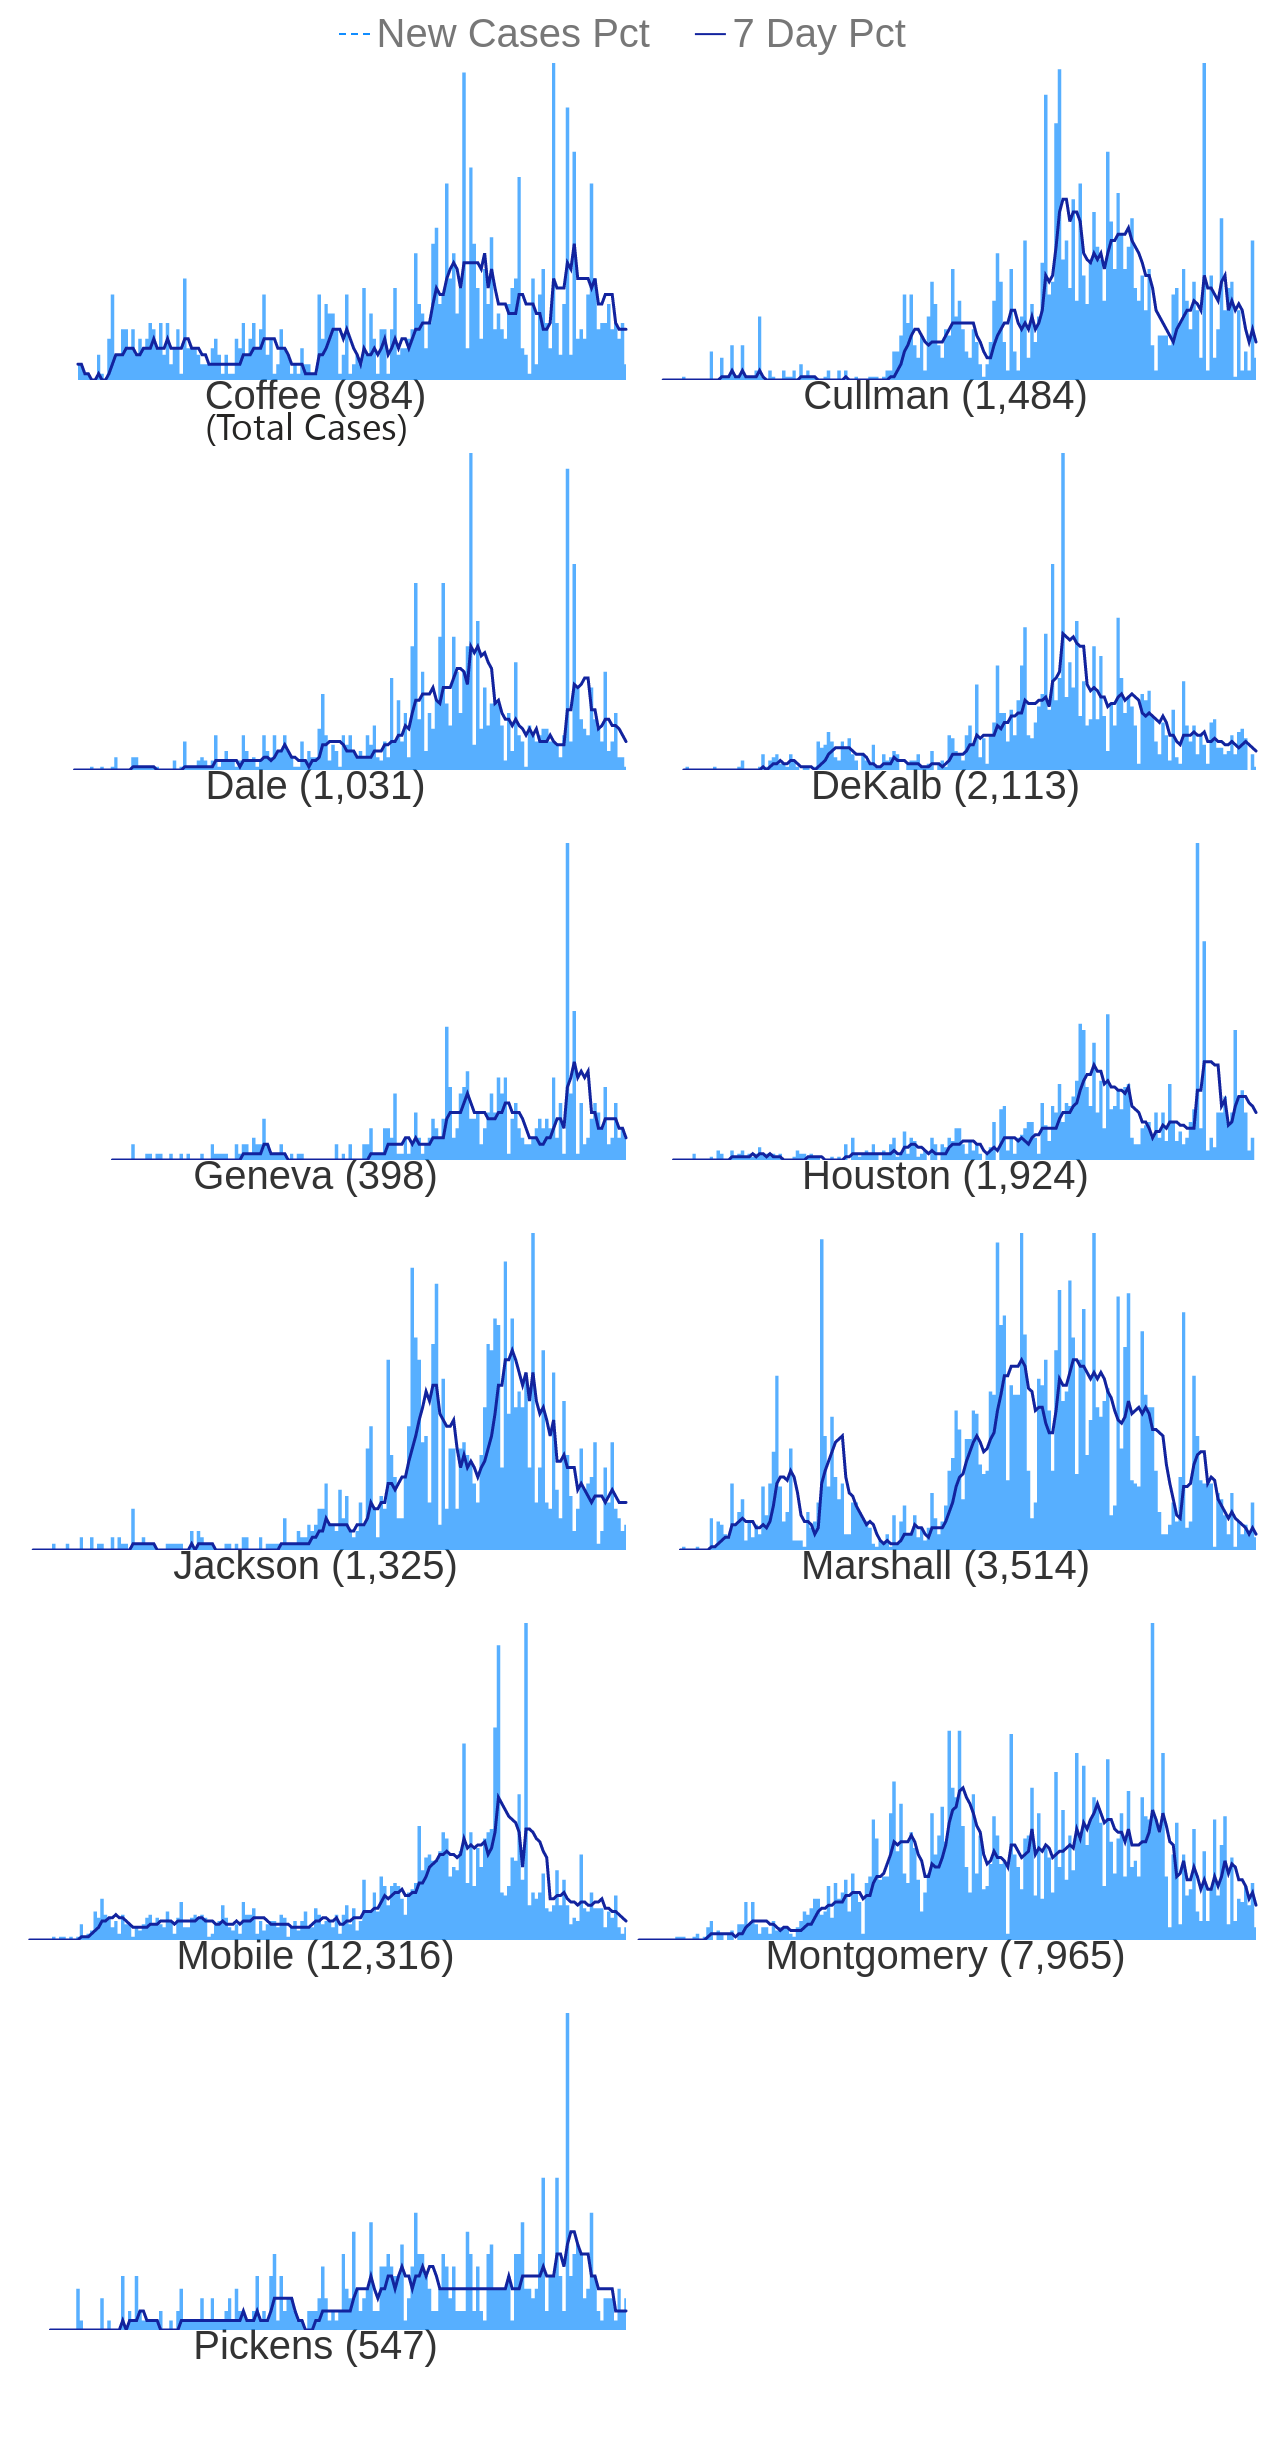 New Cases Pct 7 Day Pct
Coffee (984) Cullman (1,484)
(Total Cases)
Dale (1,031) DeKalb (2,113)
Geneva (398) Houston (1,924)
Jackson (1,325) Marshall (3,514)
Mobile (12,316) Montgomery (7,965)
Pickens (547)